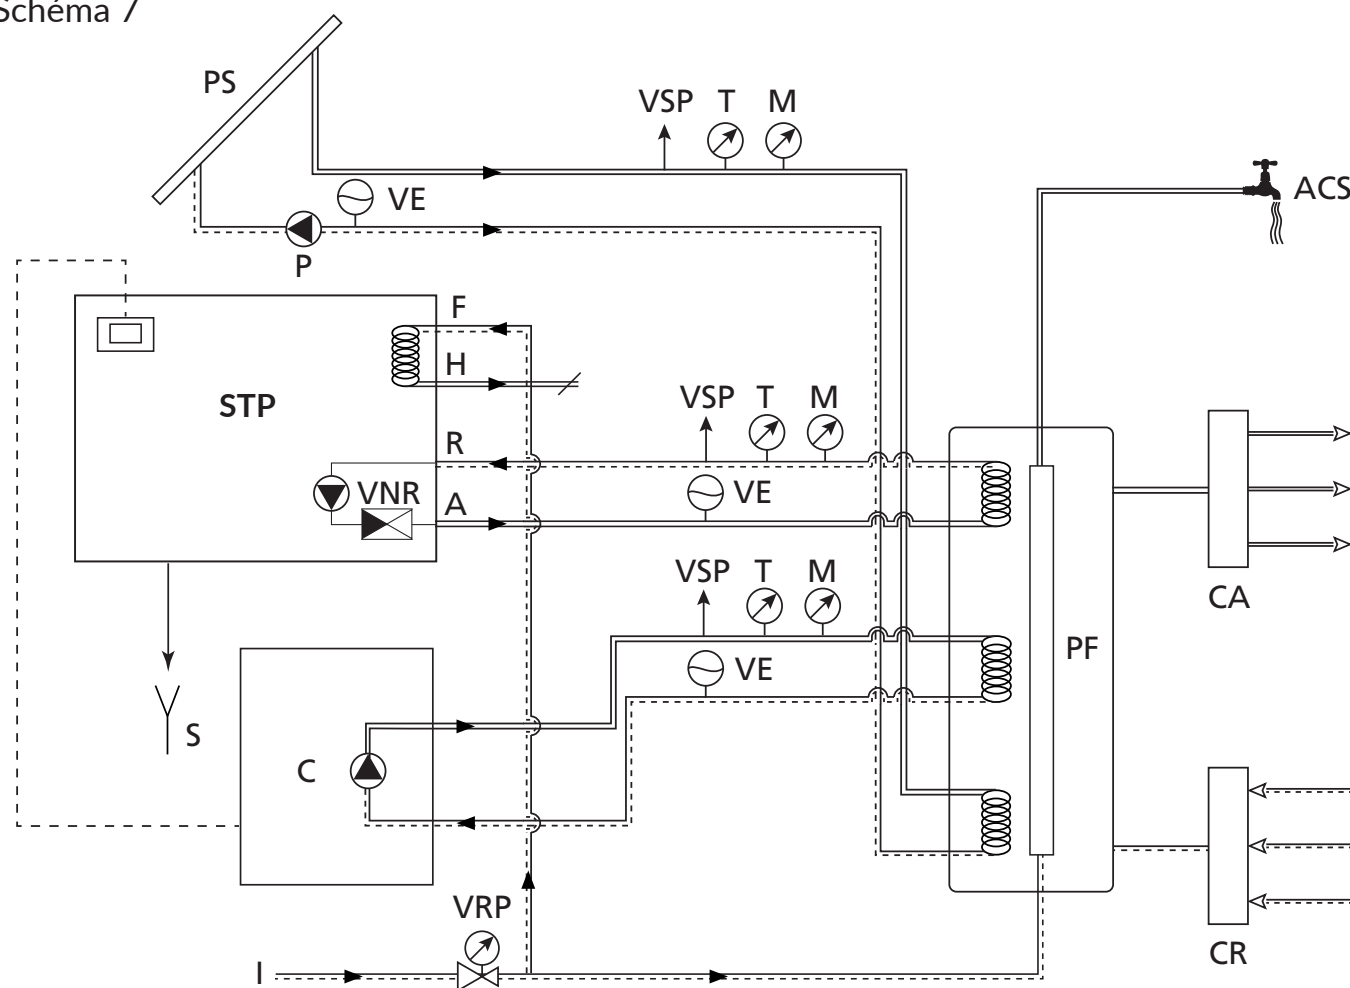 Schéma 7
PS
VSP T M
VE
ACS
P
F
H
STP
VSP T M
R
VNR
VE
A
VSP T M
CA
VE
PF
S
C
VRP
CR
I